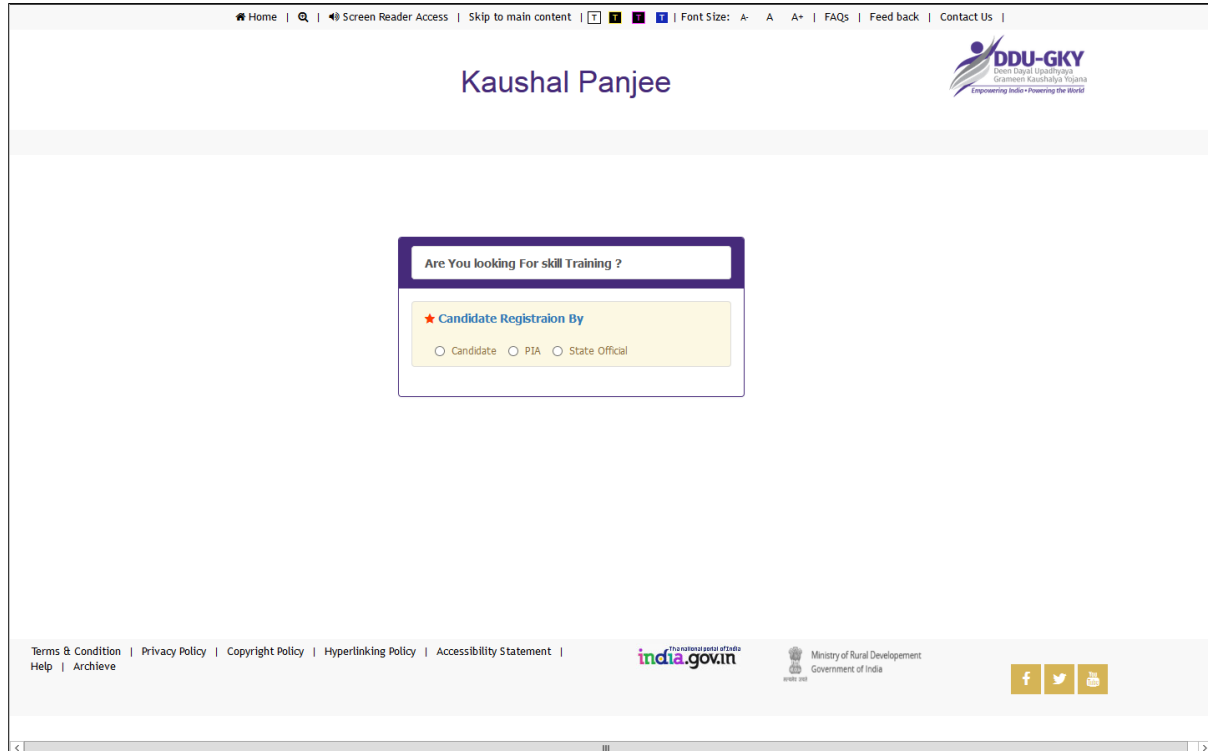 Home | | Screen Reader Access | Skip to main content | T T T T | Font Size: A- A A+ | FAQs | Feed back | Contact Us |
Kaushal Panjee
DDU-GKY
Deen Dayal Upadhyaya
Grameen Kaushalya Yojana
Empowering India • Powering the World
Are You looking For skill Training ?
Candidate Registraion By
Candidate PIA State Official
Terms & Condition | Privacy Policy | Copyright Policy | Hyperlinking Policy | Accessibility Statement |
Help | Archieve
The national portal of India
india.gov.in
Ministry of Rural Developement
Government of India
You
Tube